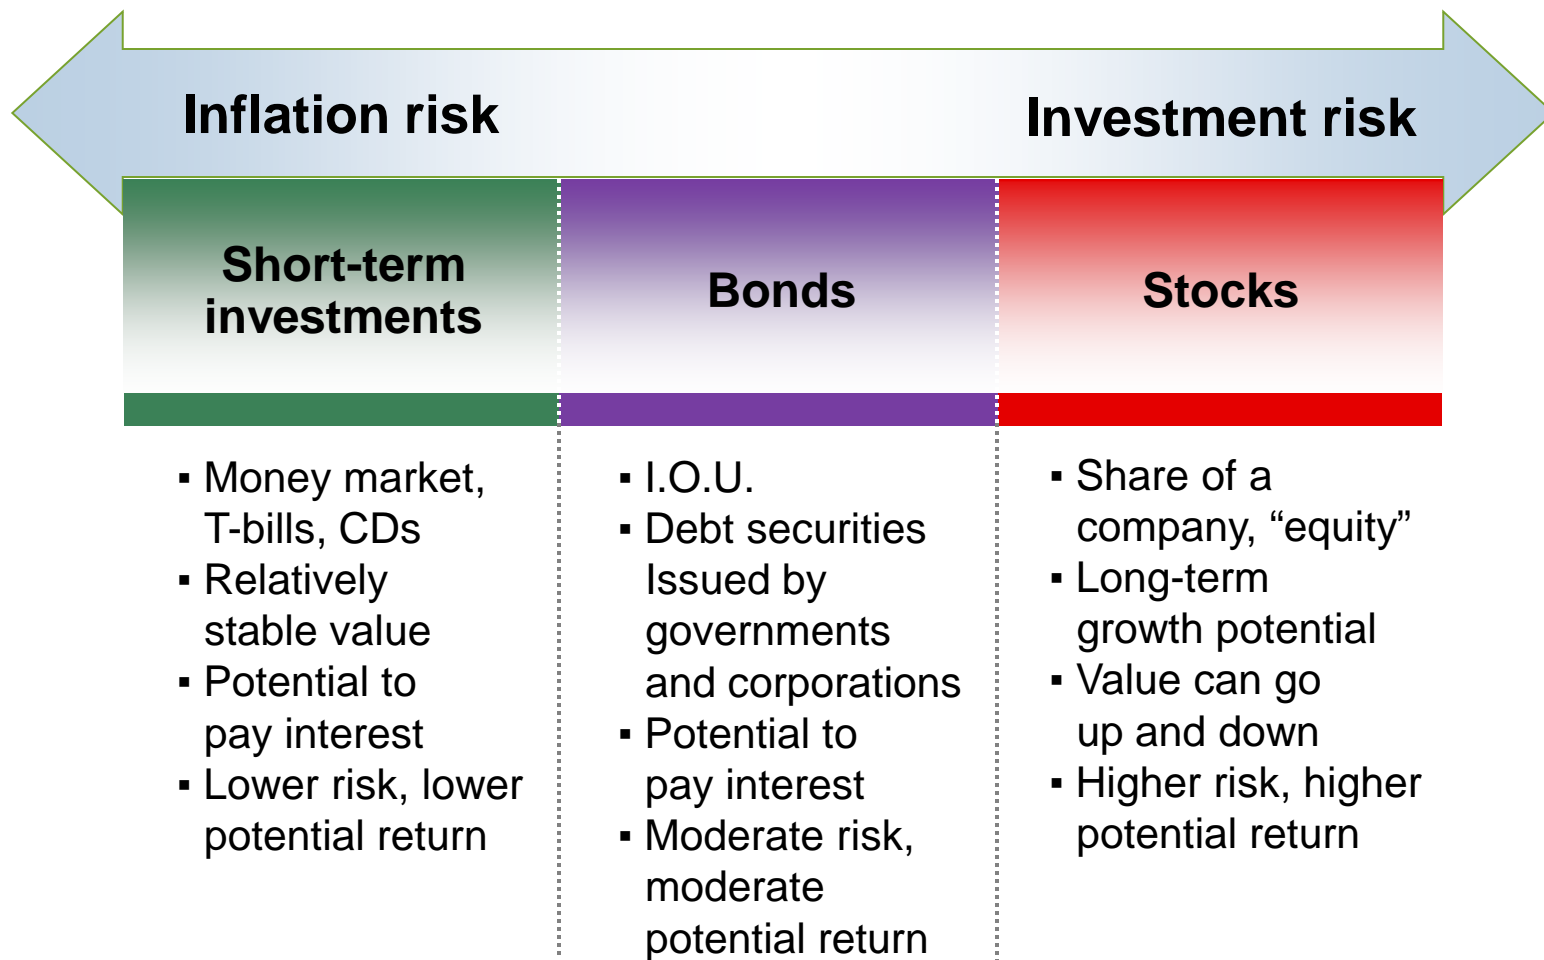 Inflation risk
Investment risk
Short-term
investments
Bonds
Stocks
▪ Money market,
T-bills, CDs
▪ Relatively
stable value
▪ Potential to
pay interest
▪ Lower risk, lower
potential return
▪ I.O.U.
▪ Debt securities
Issued by
governments
and corporations
▪ Potential to
pay interest
▪ Moderate risk,
moderate
potential return
▪ Share of a
company, “equity”
▪ Long-term
growth potential
▪ Value can go
up and down
▪ Higher risk, higher
potential return